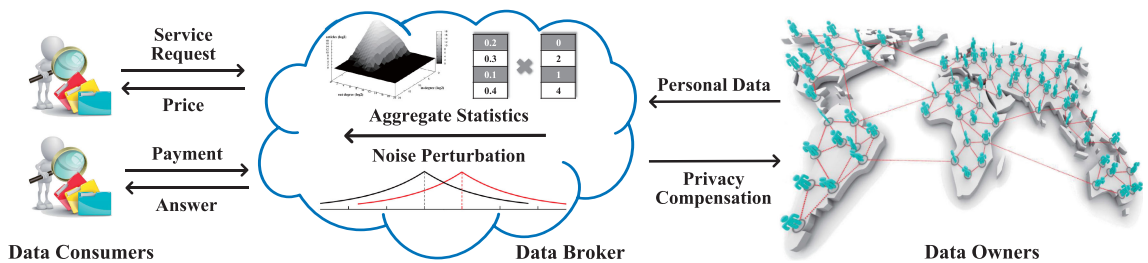 Service
Request
Price
Payment
Answer
Data Consumers
0.2
0.3
0.1
0.4
0
2
1
4
Aggregate Statistics
Noise Perturbation
Data Broker
Personal Data
Privacy
Compensation
Data Owners